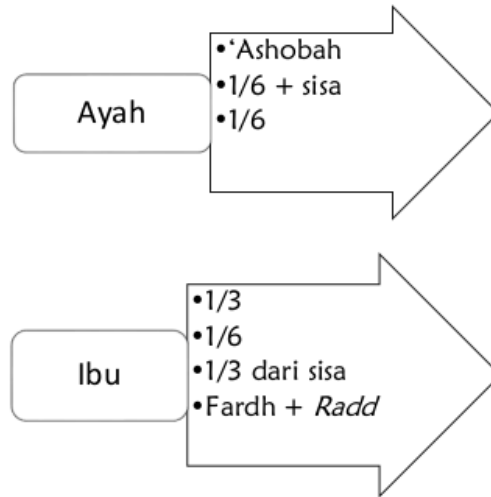 Ayah
•‘Ashobah
•1/6 + sisa
•1/6
Ibu
•1/3
•1/6
•1/3 dari sisa
•Fardh + Radd